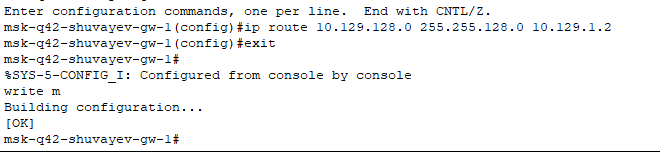 Enter configuration commands, one per line.  End with CNTL/Z.
msk-q42-shuvayev-gw-1(config)#ip route 10.129.128.0 255.255.128.0 10.129.1.2
msk-q42-shuvayev-gw-1(config)#exit
msk-q42-shuvayev-gw-1#
%SYS-5-CONFIG_I: Configured from console by console
write m
Building configuration...
[OK]
msk-q42-shuvayev-gw-1#